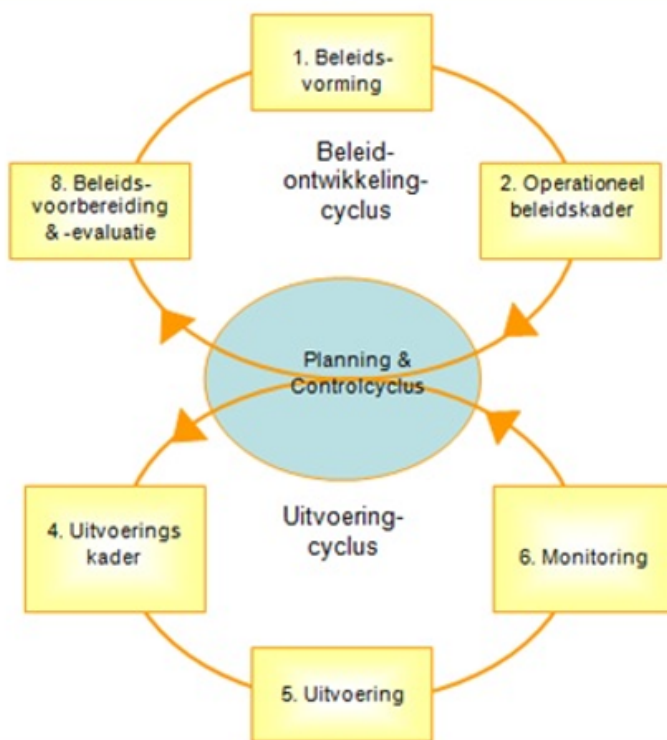 1. Beleids-
vorming
Beleid-
ontwikkeling-
cyclus
8. Beleids-
voorbereiding
& -evaluatie
2. Operationeel
beleidskader
Planning &
Controlcyclus
4. Uitvoerings
kader
Uitvoering-
cyclus
6. Monitoring
5. Uitvoering